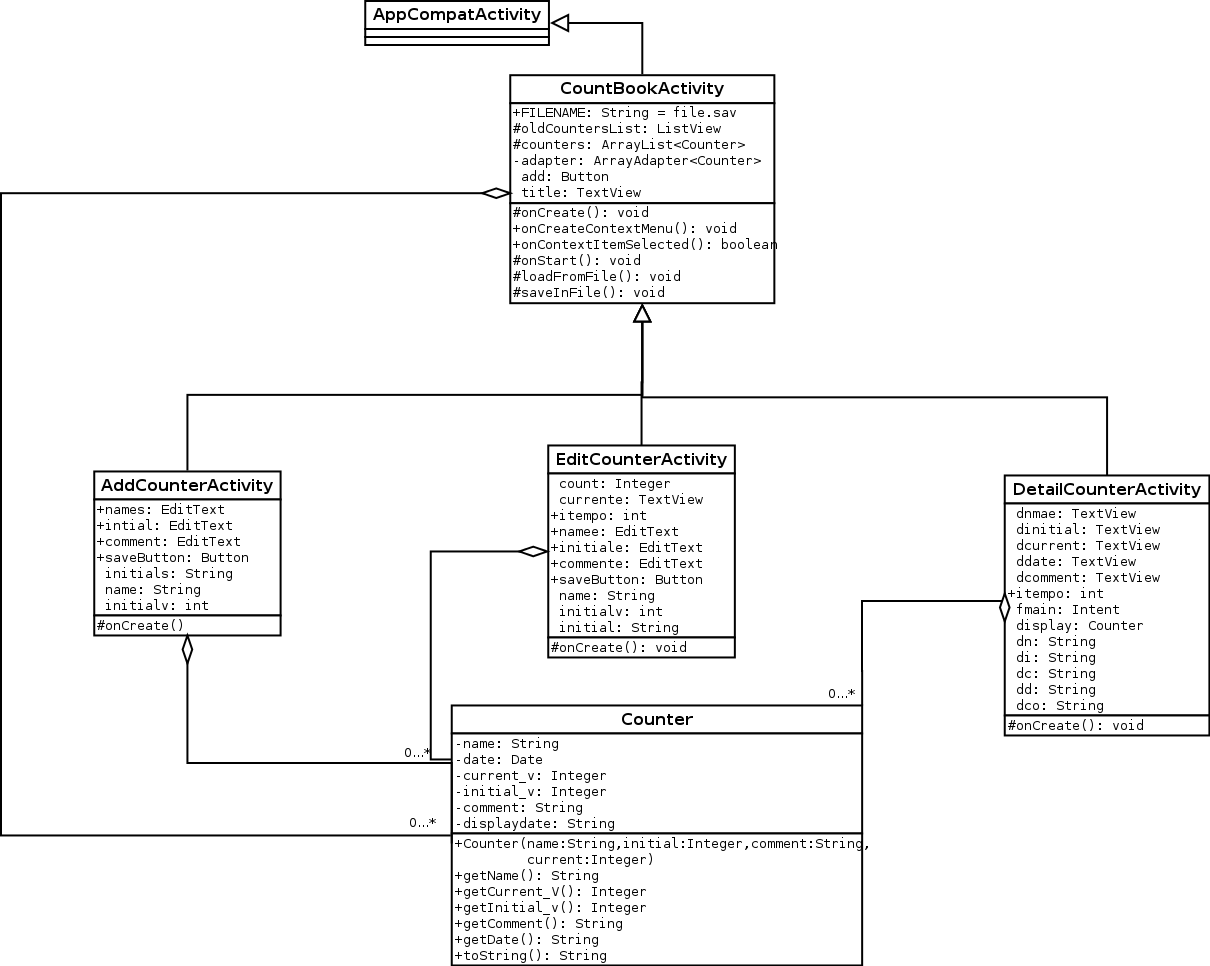 AppCompatActivity
CountBookActivity
+FILENAME: String = file.sav
#oldCountersList: ListView
#counters: ArrayList<Counter>
-adapter: ArrayAdapter<Counter>
add: Button
title: TextView
#onCreate(): void
+onCreateContextMenu(): void
+onContextItemSelected(): boolean
#onStart(): void
#loadFromFile(): void
#saveInFile(): void
AddCounterActivity
+names: EditText
+intial: EditText
+comment: EditText
+saveButton: Button
initials: String
name: String
initialv: int
#onCreate()
EditCounterActivity
count: Integer
currente: TextView
+itempo: int
+namee: EditText
+initiale: EditText
+commente: EditText
+saveButton: Button
name: String
initialv: int
initial: String
#onCreate(): void
DetailCounterActivity
dnmae: TextView
dinitial: TextView
dcurrent: TextView
ddate: TextView
dcomment: TextView
+itempo: int
fmain: Intent
display: Counter
dn: String
di: String
dc: String
dd: String
dco: String
#onCreate(): void
0...*
0...*
0...*
Counter
-name: String
-date: Date
-current_v: Integer
-initial_v: Integer
-comment: String
-displaydate: String
+Counter(name:String,initial:Integer,comment:String,
current:Integer)
+getName(): String
+getCurrent_V(): Integer
+getInitial_v(): Integer
+getComment(): String
+getDate(): String
+toString(): String